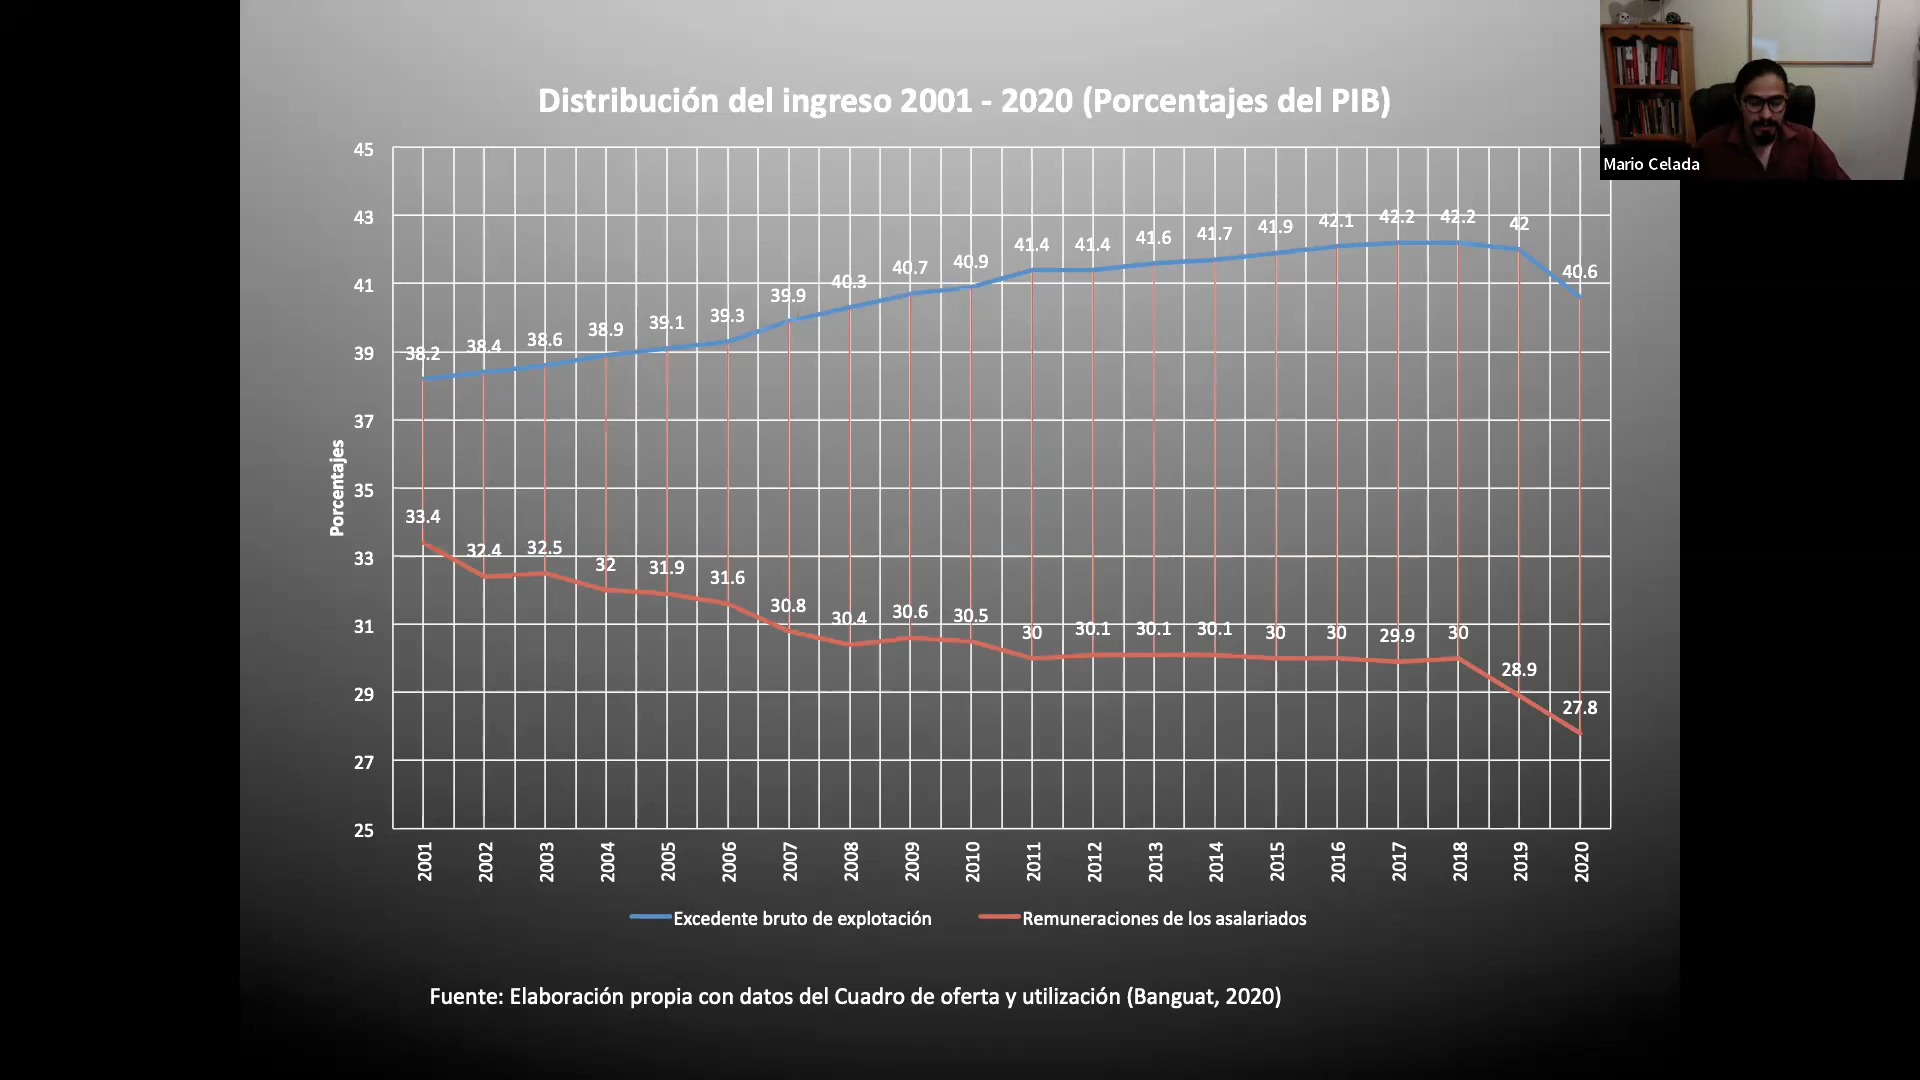 Distribución del ingreso 2001 - 2020 (Porcentajes del PIB)
Mario Celada
Porcentajes
45
43
41
39
37
35
33
31
29
27
25
38.2 38.4 38.6 38.9 39.1 39.3 39.9 40.3 40.7 40.9 41.4 41.4 41.6 41.7 41.9 42.1 42.2 42.2 42 40.6
33.4 32.4 32.5 32 31.9 31.6 30.8 30.4 30.6 30.5 30 30.1 30.1 30.1 30 30 29.9 30 28.9 27.8
2001 2002 2003 2004 2005 2006 2007 2008 2009 2010 2011 2012 2013 2014 2015 2016 2017 2018 2019 2020
Excedente bruto de explotación Remuneraciones de los asalariados
Fuente: Elaboración propia con datos del Cuadro de oferta y utilización (Banguat, 2020)